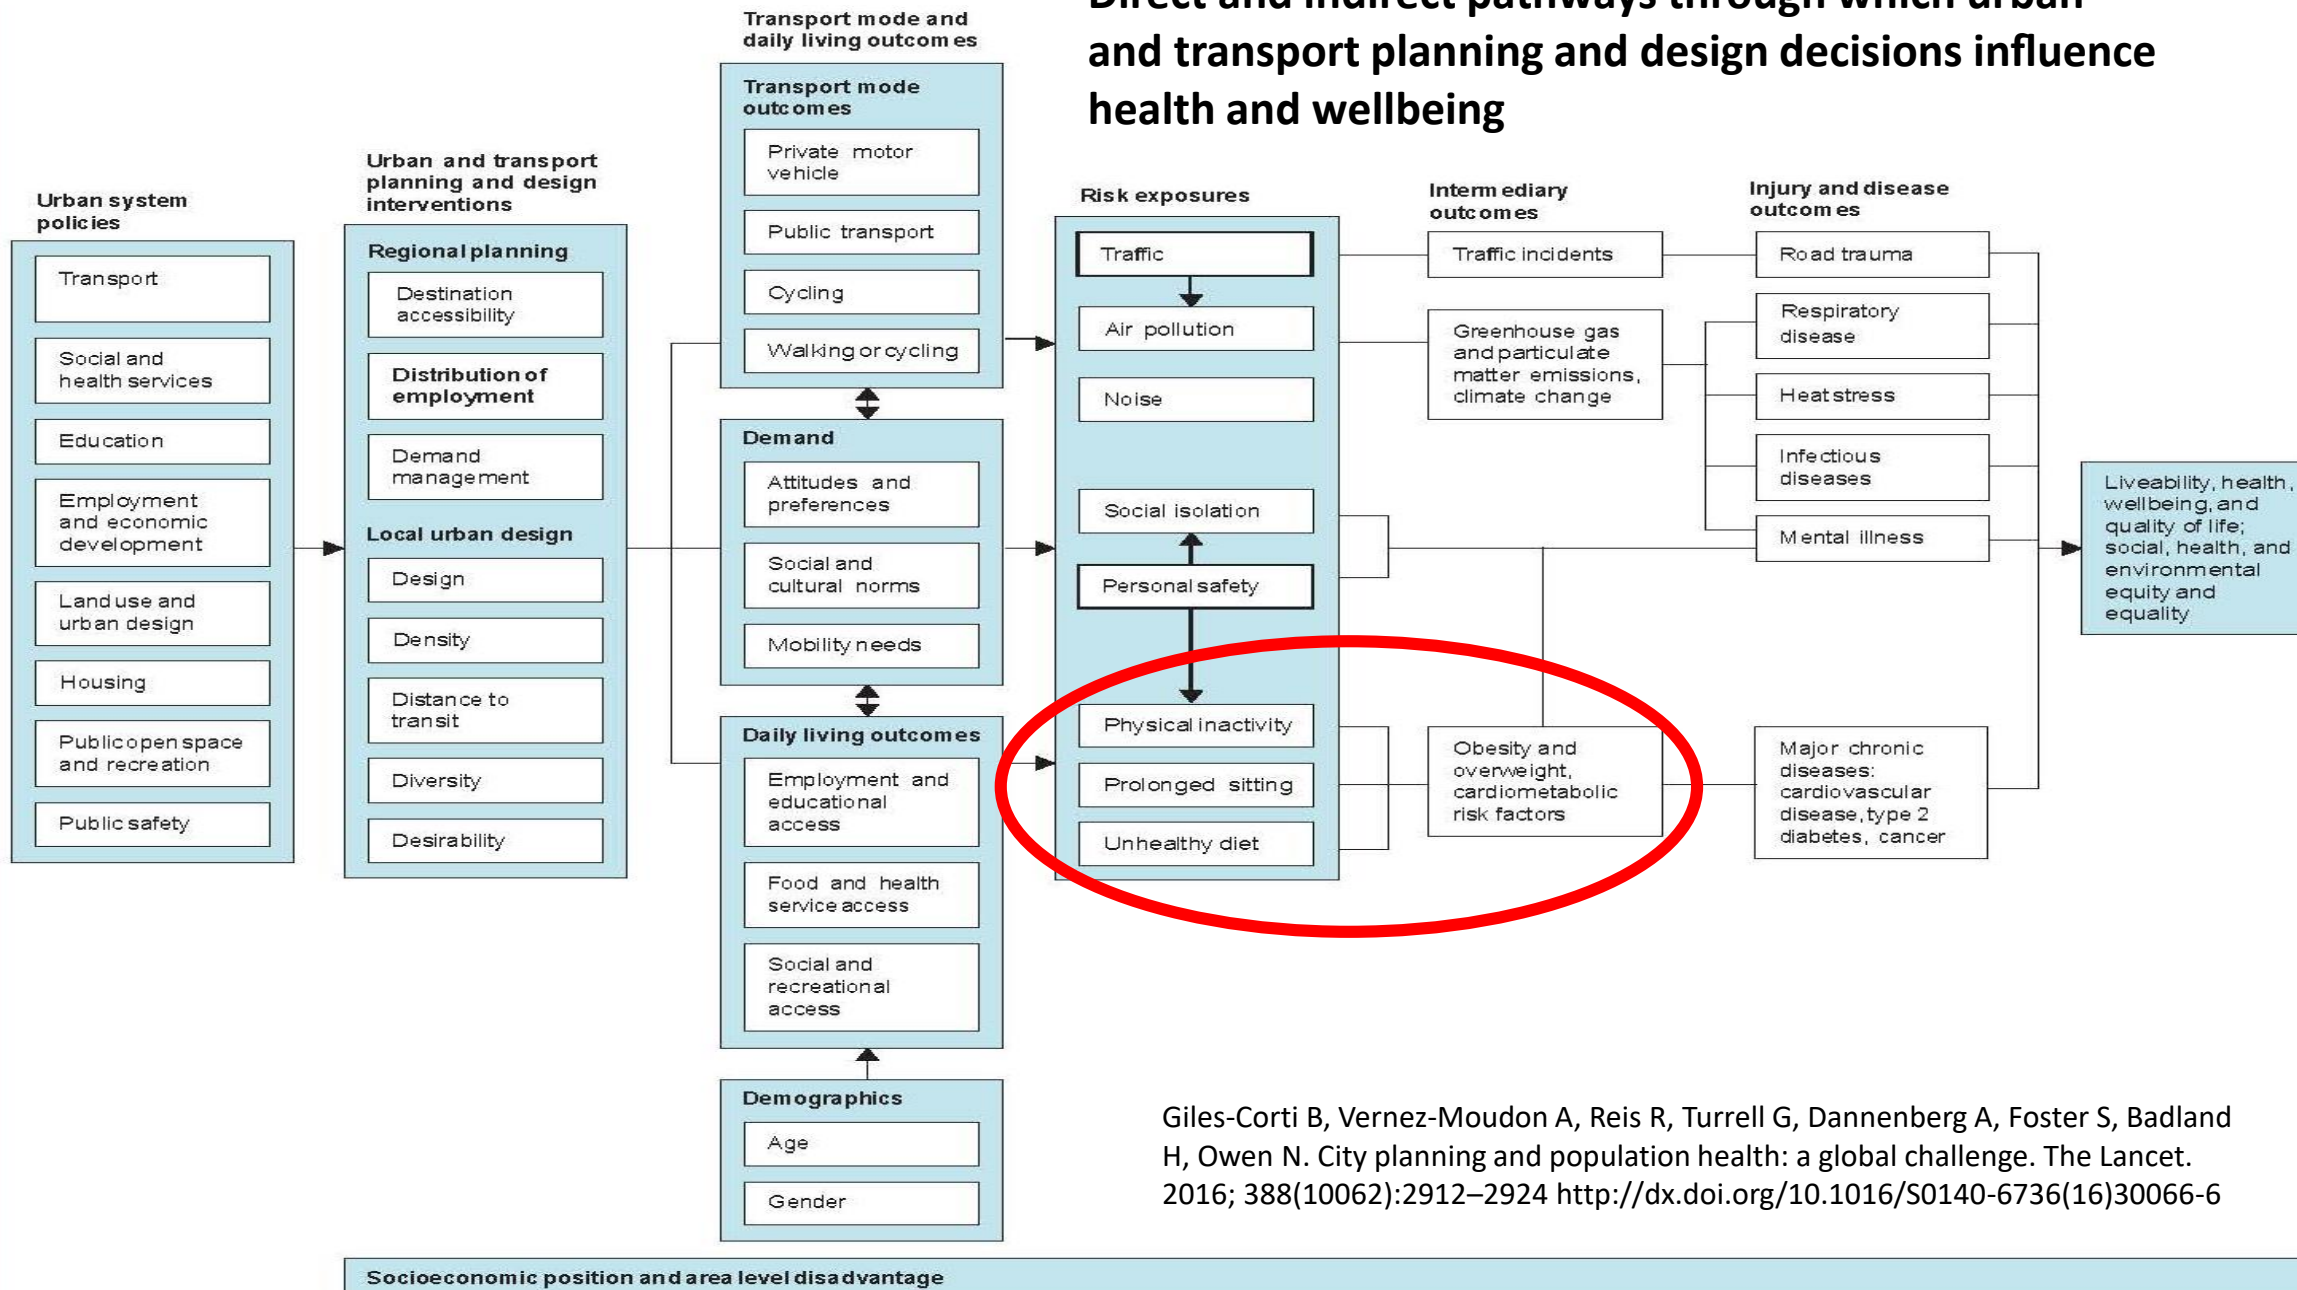 Direct and indirect pathways through which urban
and transport planning and design decisions influence
health and wellbeing
Urban system
policies
Transport
Social and
health services
Education
Employment
and economic
development
Land use and
urban design
Housing
Public open space
and recreation
Public safety
Urban and transport
planning and design
interventions
Regional planning
Destination
accessibility
Distribution of
employment
Demand
management
Local urban design
Design
Density
Distance to
transit
Diversity
Desirability
Transport mode and
daily living outcomes
Transport mode
outcomes
Private motor
vehicle
Public transport
Cycling
Walking or cycling
Demand
Attitudes and
preferences
Social and
cultural norms
Mobility needs
Daily living outcomes
Employment and
educational
access
Food and health
service access
Social and
recreational
access
Demographics
Age
Gender
Risk exposures
Traffic
Air pollution
Noise
Social isolation
Personal safety
Physical inactivity
Prolonged sitting
Unhealthy diet
Intermediary
outcomes
Traffic incidents
Greenhouse gas
and particulate
matter emissions,
climate change
Obesity and
overweight,
cardiometabolic
risk factors
Injury and disease
outcomes
Road trauma
Respiratory
disease
Heat stress
Infectious
diseases
Mental illness
Major chronic
diseases:
cardiovascular
disease, type 2
diabetes, cancer
Liveability, health,
wellbeing, and
quality of life;
social, health, and
environmental
equity and
equality
Giles-Corti B, Vernez-Moudon A, Reis R, Turrell G, Dannenberg A, Foster S, Badland
H, Owen N. City planning and population health: a global challenge. The Lancet.
2016; 388(10062):2912–2924 http://dx.doi.org/10.1016/S0140-6736(16)30066-6
Socioeconomic position and area level disadvantage